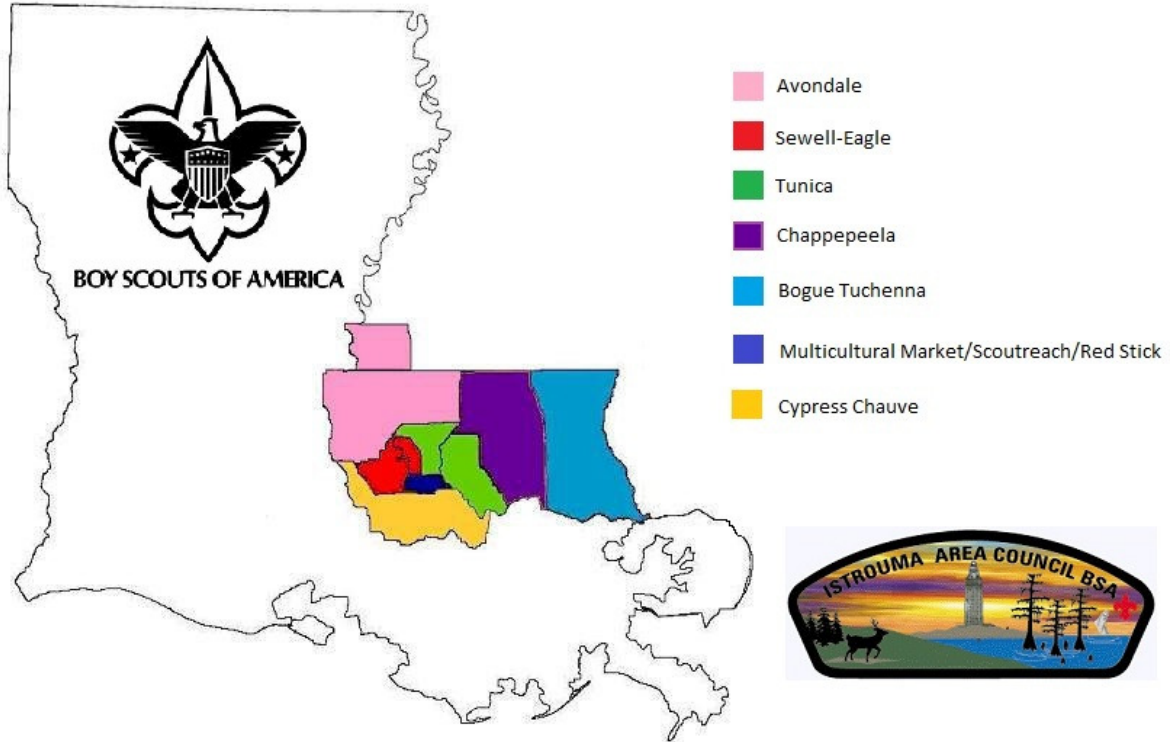 BOY SCOUTS OF AMERICA
Avondale
Sewell-Eagle
Tunica
Chappepeela
Bogue Tuchenna
Multicultural Market/Scoutreach/Red Stick
Cypress Chauve
ISTROUMA AREA COUNCIL BSA